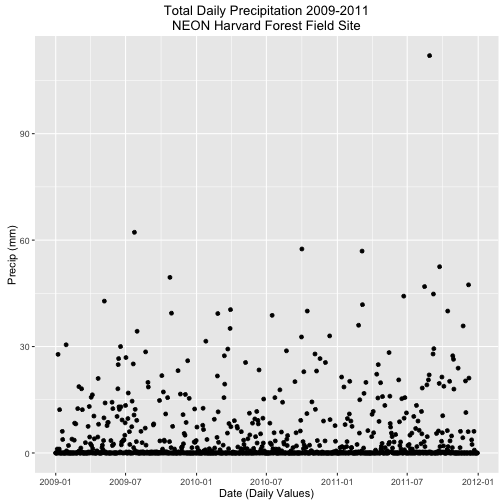 Total Daily Precipitation 2009-2011
NEON Harvard Forest Field Site
Precip (mm)
90
60
30
0
2009-01
2009-07
2010-01
2010-07
2011-01
2011-07
2012-01
Date (Daily Values)